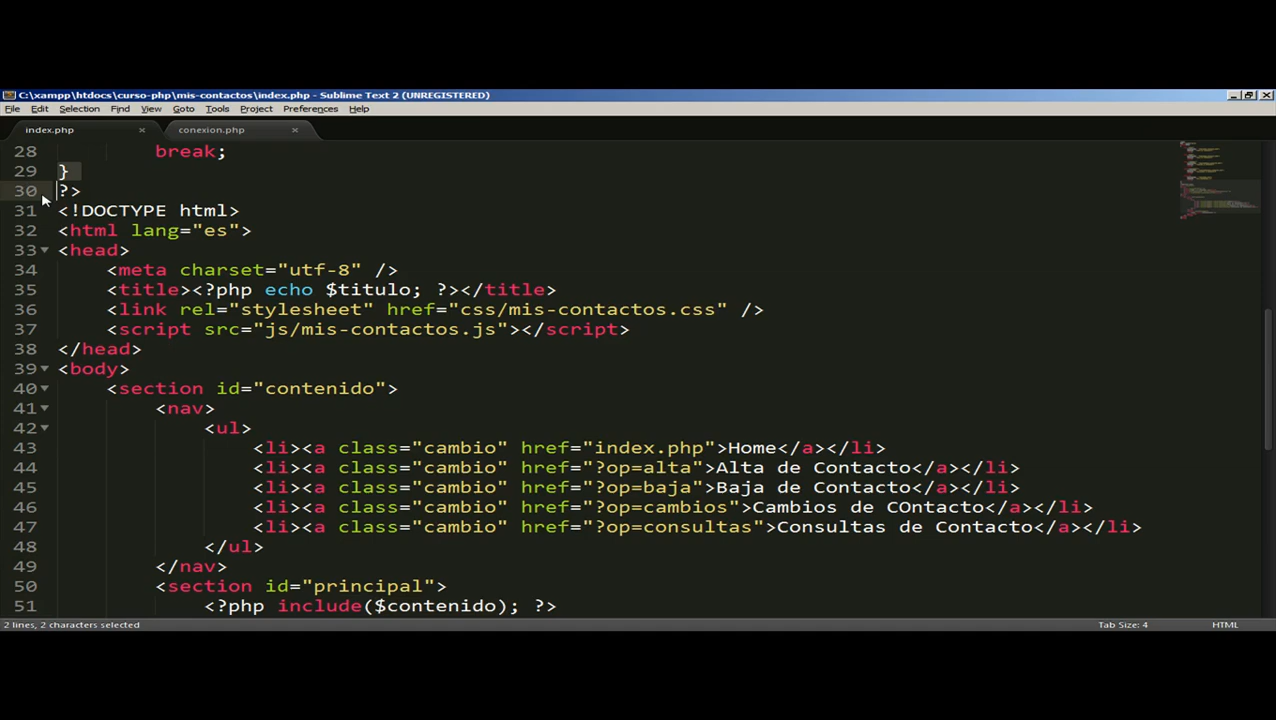 C:\xampp\htdocs\curso-php\mis-contactos\index.php - Sublime Text 2 (UNREGISTERED)
File Edit Selection Find View Goto Tools Project Preferences Help
index.php × conexion.php ×
28 break;
29 }
30 ?>
31 <!DOCTYPE html>
32 <html lang="es">
33 <head>
34 <meta charset="utf-8" />
35 <title><?php echo $titulo; ?></title>
36 <link rel="stylesheet" href="css/mis-contactos.css" />
37 <script src="js/mis-contactos.js"></script>
38 </head>
39 <body>
40 <section id="contenido">
41 <nav>
42 <ul>
43 <li><a class="cambio" href="index.php">Home</a></li>
44 <li><a class="cambio" href="?op=alta">Alta de Contacto</a></li>
45 <li><a class="cambio" href="?op=baja">Baja de Contacto</a></li>
46 <li><a class="cambio" href="?op=cambios">Cambios de COntacto</a></li>
47 <li><a class="cambio" href="?op=consultas">Consultas de Contacto</a></li>
48 </ul>
49 </nav>
50 <section id="principal">
51 <?php include($contenido); ?>
2 lines, 2 characters selected Tab Size: 4 HTML